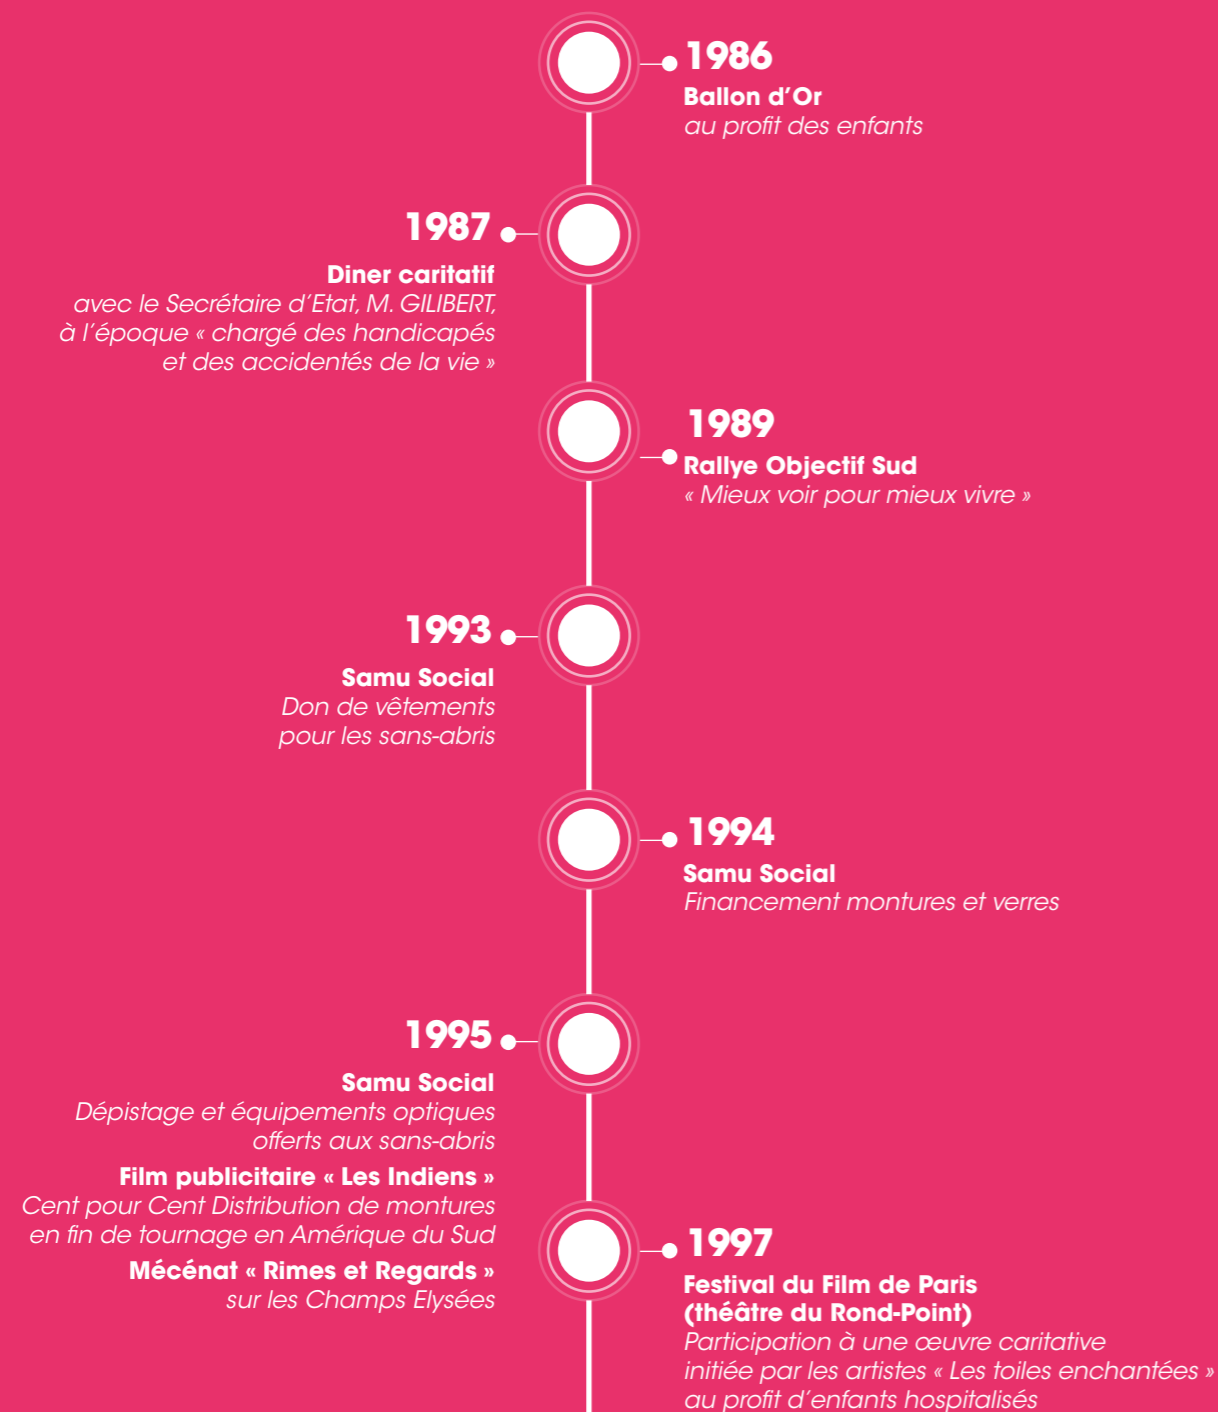 1986
Ballon d’Or
au profit des enfants
1987
Diner caritatif
avec le Secrétaire d’Etat, M. GILIBERT,
à l’époque « chargé des handicapés
et des accidentés de la vie »
1989
Rallye Objectif Sud
« Mieux voir pour mieux vivre »
1993
Samu Social
Don de vêtements
pour les sans-abris
1994
Samu Social
Financement montures et verres
1995
Samu Social
Dépistage et équipements optiques
offerts aux sans-abris
Film publicitaire « Les Indiens »
Cent pour Cent Distribution de montures
en fin de tournage en Amérique du Sud
Mécénat « Rimes et Regards »
sur les Champs Elysées
1997
Festival du Film de Paris
(théâtre du Rond-Point)
Participation à une œuvre caritative
initiée par les artistes « Les toiles enchantées »
au profit d’enfants hospitalisés